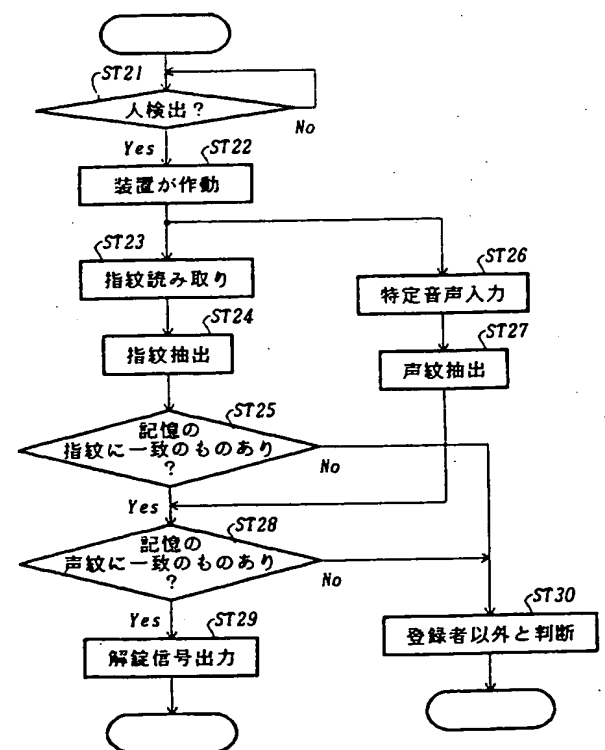 ST21
人検出?
No
Yes
ST22
装置が作動
ST23
指紋読み取り
ST26
特定音声入力
ST24
指紋抽出
ST27
声紋抽出
ST25
記憶の
指紋に一致のものあり
?
No
Yes
ST28
記憶の
声紋に一致のものあり
?
No
Yes
ST29
解錠信号出力
ST30
登録者以外と判断